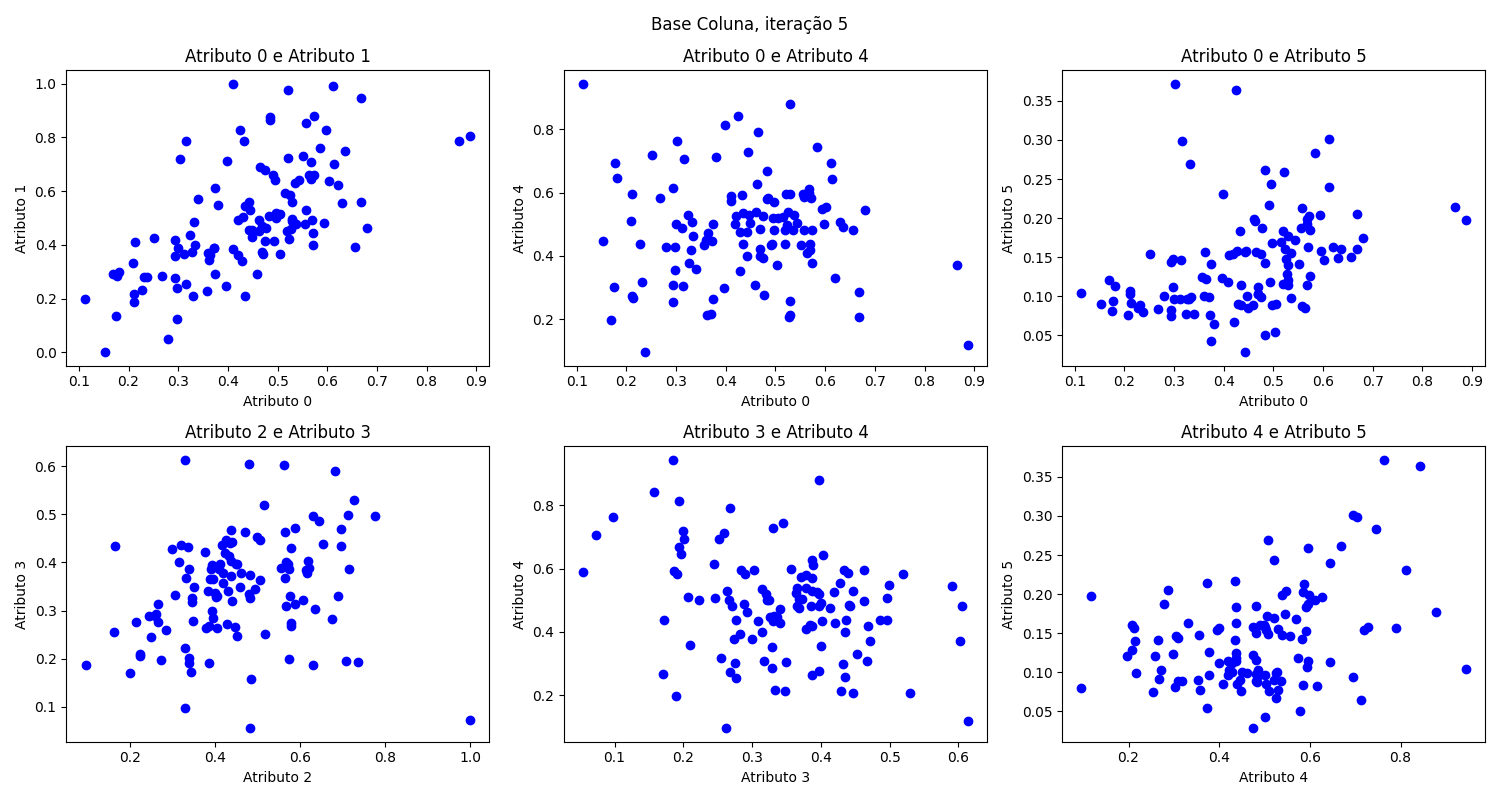 Base Coluna, iteração 5
Atributo 0 e Atributo 1
Atributo 0 e Atributo 4
Atributo 0 e Atributo 5
1.0
0.8
0.6
0.4
0.2
0.0
Atributo 1
0.1 0.2 0.3 0.4 0.5 0.6 0.7 0.8 0.9
Atributo 0
0.8
0.6
0.4
0.2
Atributo 4
0.1 0.2 0.3 0.4 0.5 0.6 0.7 0.8 0.9
Atributo 0
0.35
0.30
0.25
0.20
0.15
0.10
0.05
Atributo 5
0.1 0.2 0.3 0.4 0.5 0.6 0.7 0.8 0.9
Atributo 0
Atributo 2 e Atributo 3
Atributo 3 e Atributo 4
Atributo 4 e Atributo 5
0.6
0.5
0.4
0.3
0.2
0.1
Atributo 3
0.2 0.4 0.6 0.8 1.0
Atributo 2
0.8
0.6
0.4
0.2
Atributo 4
0.1 0.2 0.3 0.4 0.5 0.6
Atributo 3
0.35
0.30
0.25
0.20
0.15
0.10
0.05
Atributo 5
0.2 0.4 0.6 0.8
Atributo 4